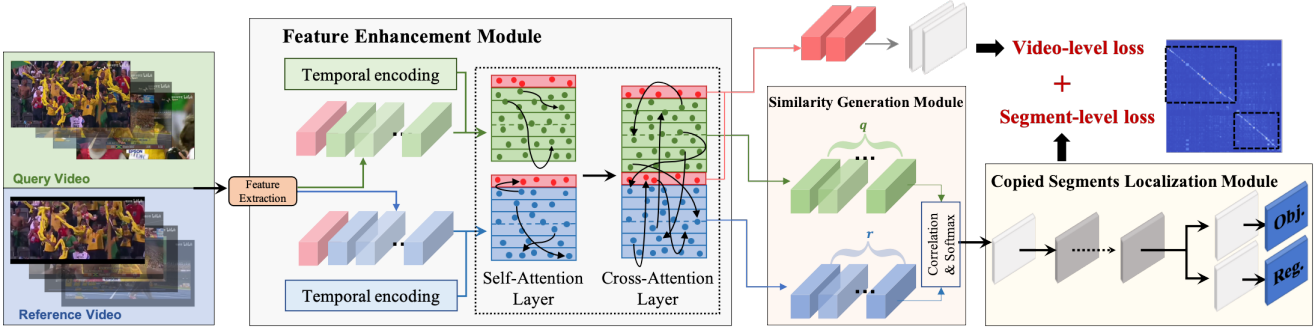 Query Video
Reference Video
Feature
Extraction
Feature Enhancement Module
Temporal encoding
Temporal encoding
Self-Attention
Layer
Cross-Attention
Layer
Similarity Generation Module
q
r
Correlation
& Softmax
Video-level loss
+
Segment-level loss
Copied Segments Localization Module
Obj.
Reg.